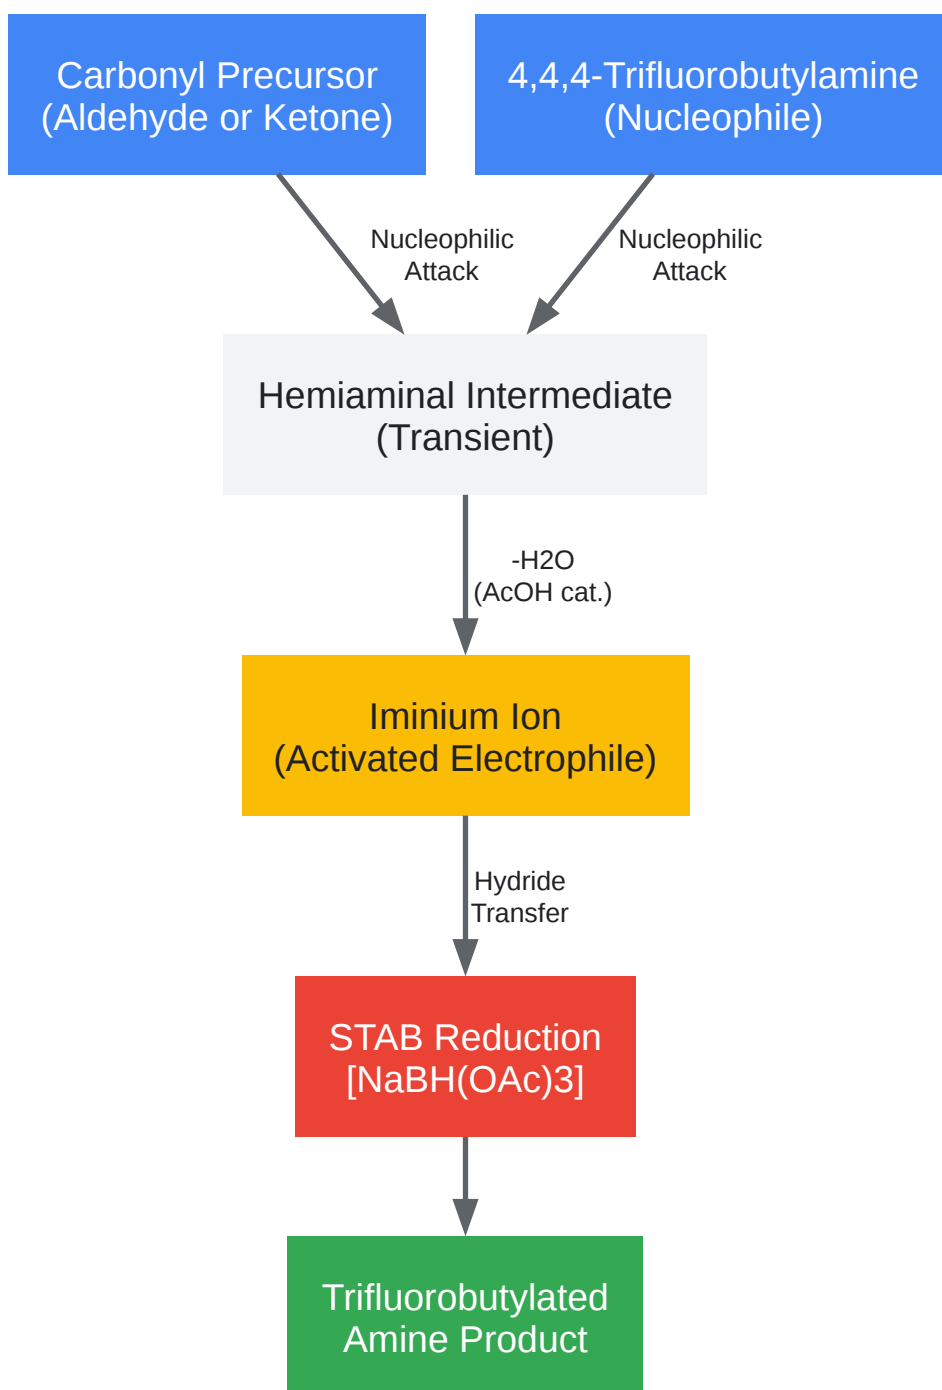 Carbonyl Precursor
(Aldehyde or Ketone)
4,4,4-Trifluorobutylamine
(Nucleophile)
Nucleophilic
Attack
Nucleophilic
Attack
Hemiaminal Intermediate
(Transient)
-H2O
(AcOH cat.)
Iminium Ion
(Activated Electrophile)
Hydride
Transfer
STAB Reduction
[NaBH(OAc)3]
Trifluorobutylated
Amine Product